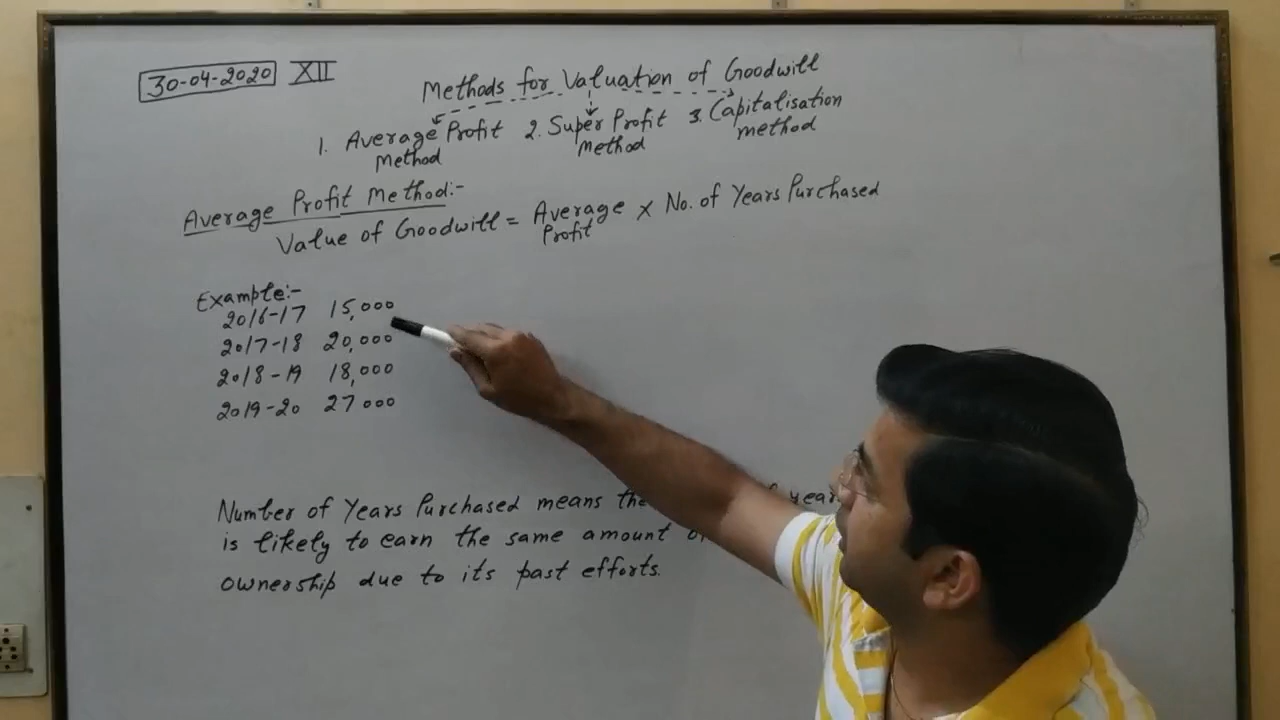 30-04-2020 XII
Methods for Valuation of Goodwill
1. Average Profit Method 2. Super Profit Method 3. Capitalisation method
Average Profit Method:-
Value of Goodwill = Average Profit × No. of Years Purchased
Example:-
2016-17 15,000
2017-18 20,000
2018-19 18,000
2019-20 27000
Number of Years Purchased means the
is likely to earn the same amount
ownership due to its past efforts.